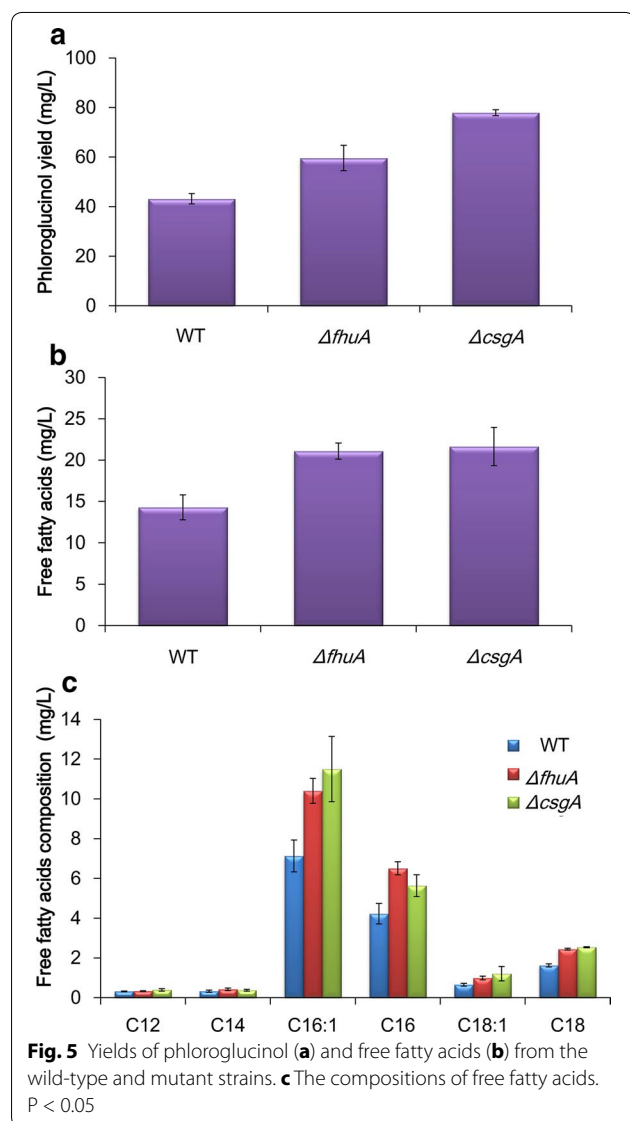 a
Phloroglucinol yield (mg/L)
100
80
60
40
20
0
WT ΔfhuA ΔcsgA
b
Free fatty acids (mg/L)
30
25
20
15
10
5
0
WT ΔfhuA ΔcsgA
c
Free fatty acids composition (mg/L)
14
12
10
8
6
4
2
0
WT
ΔfhuA
ΔcsgA
C12 C14 C16:1 C16 C18:1 C18
Fig. 5 Yields of phloroglucinol (a) and free fatty acids (b) from the
wild-type and mutant strains. c The compositions of free fatty acids.
P < 0.05